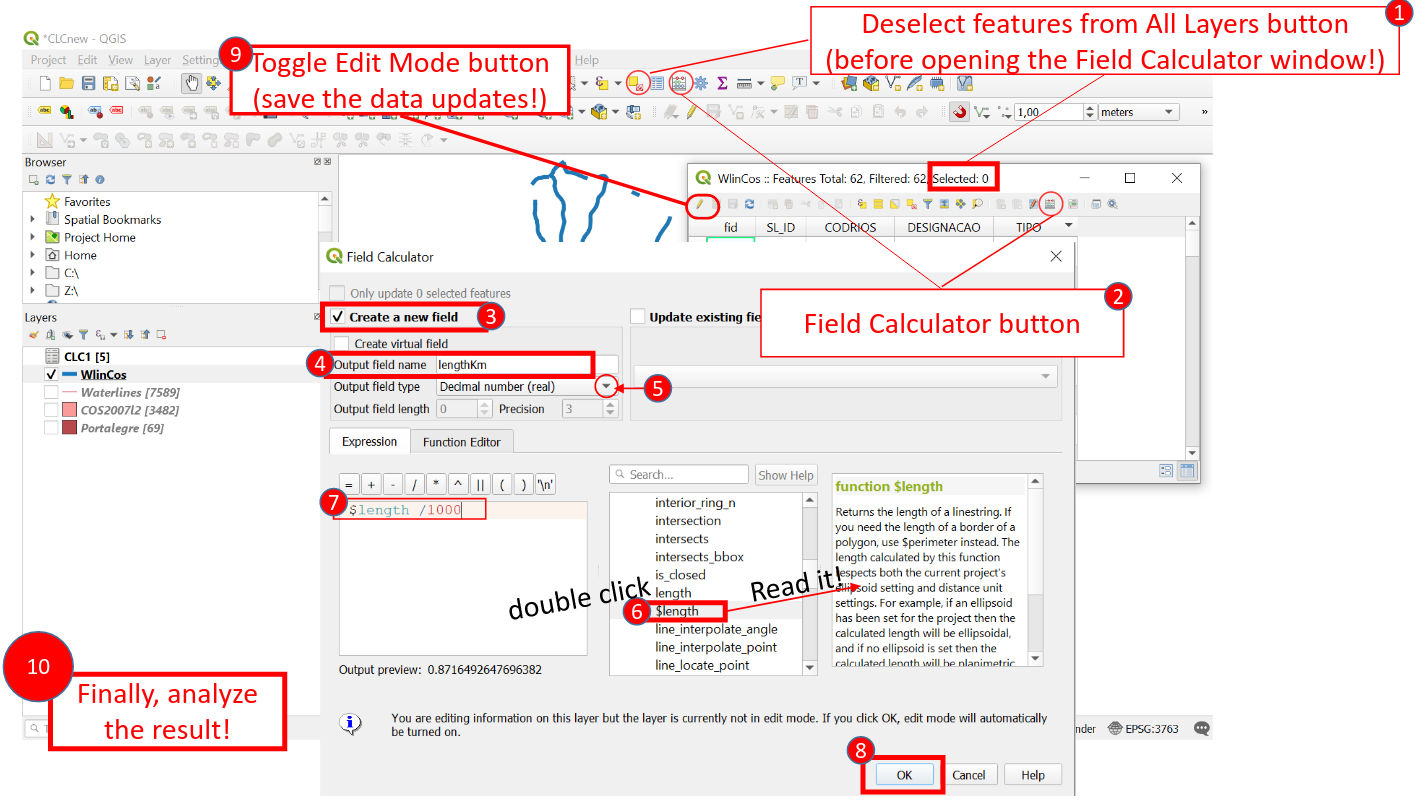 1
Deselect features from All Layers button
(before opening the Field Calculator window!)
*CLCnew - QGIS
Project Edit View Layer Setting
Help
9
Toggle Edit Mode button
(save the data updates!)
abc
1,00
meters
»
Browser
Favorites
Spatial Bookmarks
Project Home
Home
C:\
Z:\
WlinCos :: Features Total: 62, Filtered: 62, Selected: 0
fid SL_ID CODRIOS DESIGNACAO TIPO
Layers
CLC1 [5]
WlinCos
Waterlines [7589]
COS2007l2 [3482]
Portalegre [69]
Field Calculator
Only update 0 selected features
Create a new field
3
Update existing fie
2
Field Calculator button
Create virtual field
4
Output field name lengthKm
Output field type Decimal number (real)
5
Output field length 0 Precision 3
Expression Function Editor
= + - / * ^ || ( ) '\n'
7
$length /1000
Search... Show Help
interior_ring_n
intersection
intersects
intersects_bbox
is_closed
length
6
$length
line_interpolate_angle
line_interpolate_point
line_locate_point
double click
Read it!
function $length
Returns the length of a linestring. If
you need the length of a border of a
polygon, use $perimeter instead. The
length calculated by this function
respects both the current project's
ellipsoid setting and distance unit
settings. For example, if an ellipsoid
has been set for the project then the
calculated length will be ellipsoidal,
and if no ellipsoid is set then the
calculated length will be planimetric
Output preview: 0.8716492647696382
10
Finally, analyze
the result!
You are editing information on this layer but the layer is currently not in edit mode. If you click OK, edit mode will automatically
be turned on.
nder EPSG:3763
8
OK Cancel Help